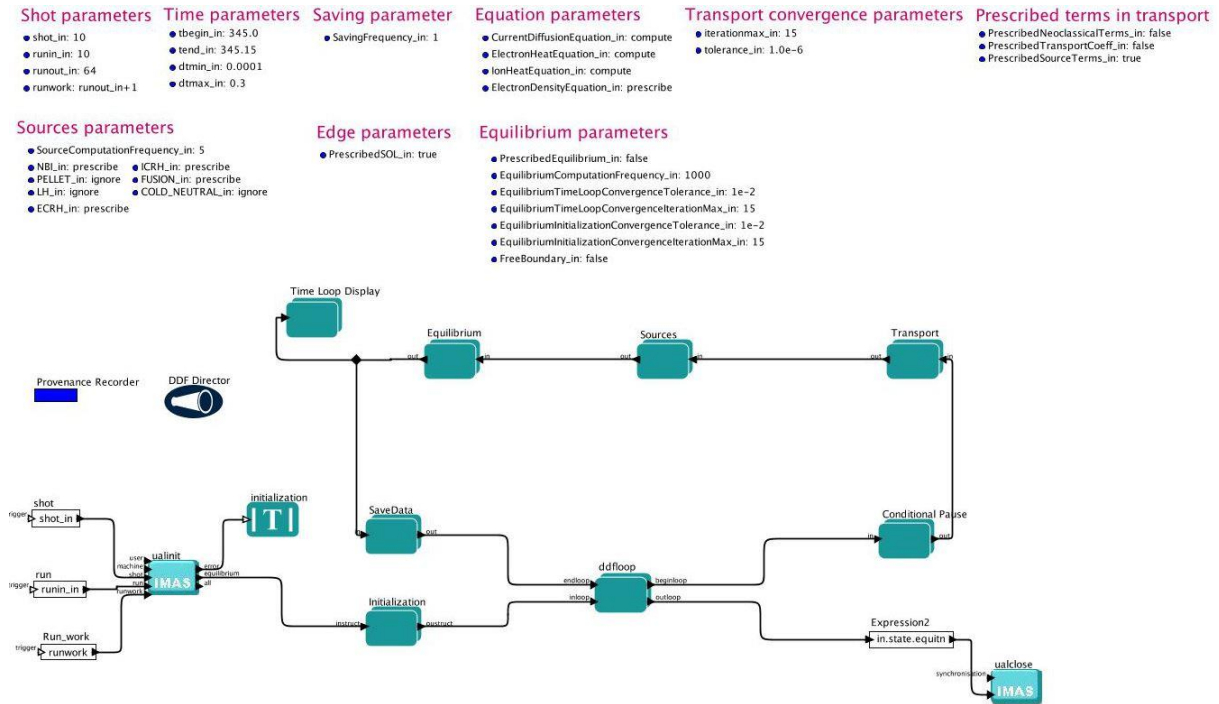 Shot parameters
shot_in: 10
runin_in: 10
runout_in: 64
runwork: runout_in+1
Time parameters
tbegin_in: 345.0
tend_in: 345.15
dtmin_in: 0.0001
dtmax_in: 0.3
Saving parameter
SavingFrequency_in: 1
Equation parameters
CurrentDiffusionEquation_in: compute
ElectronHeatEquation_in: compute
IonHeatEquation_in: compute
ElectronDensityEquation_in: prescribe
Transport convergence parameters
iterationmax_in: 15
tolerance_in: 1.0e-6
Prescribed terms in transport
PrescribedNeoclassicalTerms_in: false
PrescribedTransportCoeff_in: false
PrescribedSourceTerms_in: true
Sources parameters
SourceComputationFrequency_in: 5
NBI_in: prescribe
ICRH_in: prescribe
PELLET_in: ignore
FUSION_in: prescribe
LH_in: ignore
COLD_NEUTRAL_in: ignore
ECRH_in: prescribe
Edge parameters
PrescribedSOL_in: true
Equilibrium parameters
PrescribedEquilibrium_in: false
EquilibriumComputationFrequency_in: 1000
EquilibriumTimeLoopConvergenceTolerance_in: 1e-2
EquilibriumTimeLoopConvergenceIterationMax_in: 15
EquilibriumInitializationConvergenceTolerance_in: 1e-2
EquilibriumInitializationConvergenceIterationMax_in: 15
FreeBoundary_in: false
Time Loop Display
Equilibrium
out
in
Sources
out
in
Transport
out
in
Provenance Recorder
DDF Director
shot
trigger
shot_in
initialization
T
SaveData
in
out
Conditional Pause
in
out
ualinit
user
machine
shot
run
runwork
IMAS
error
equilibrium
all
run
trigger
runin_in
ddfloop
endloop
inloop
beginloop
outloop
Initialization
instruct
oustruct
Run_work
trigger
runwork
Expression2
in.state.equitn
ualclose
synchronisation
IMAS